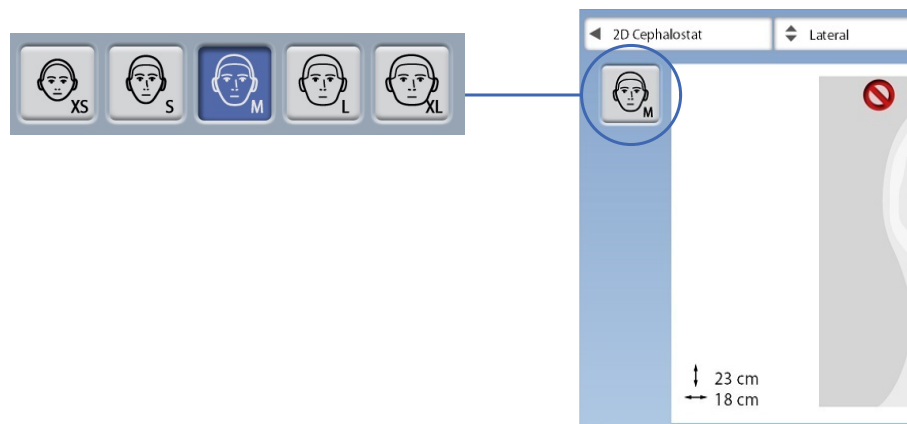 XS S M L XL
2D Cephalostat Lateral
M
23 cm
18 cm